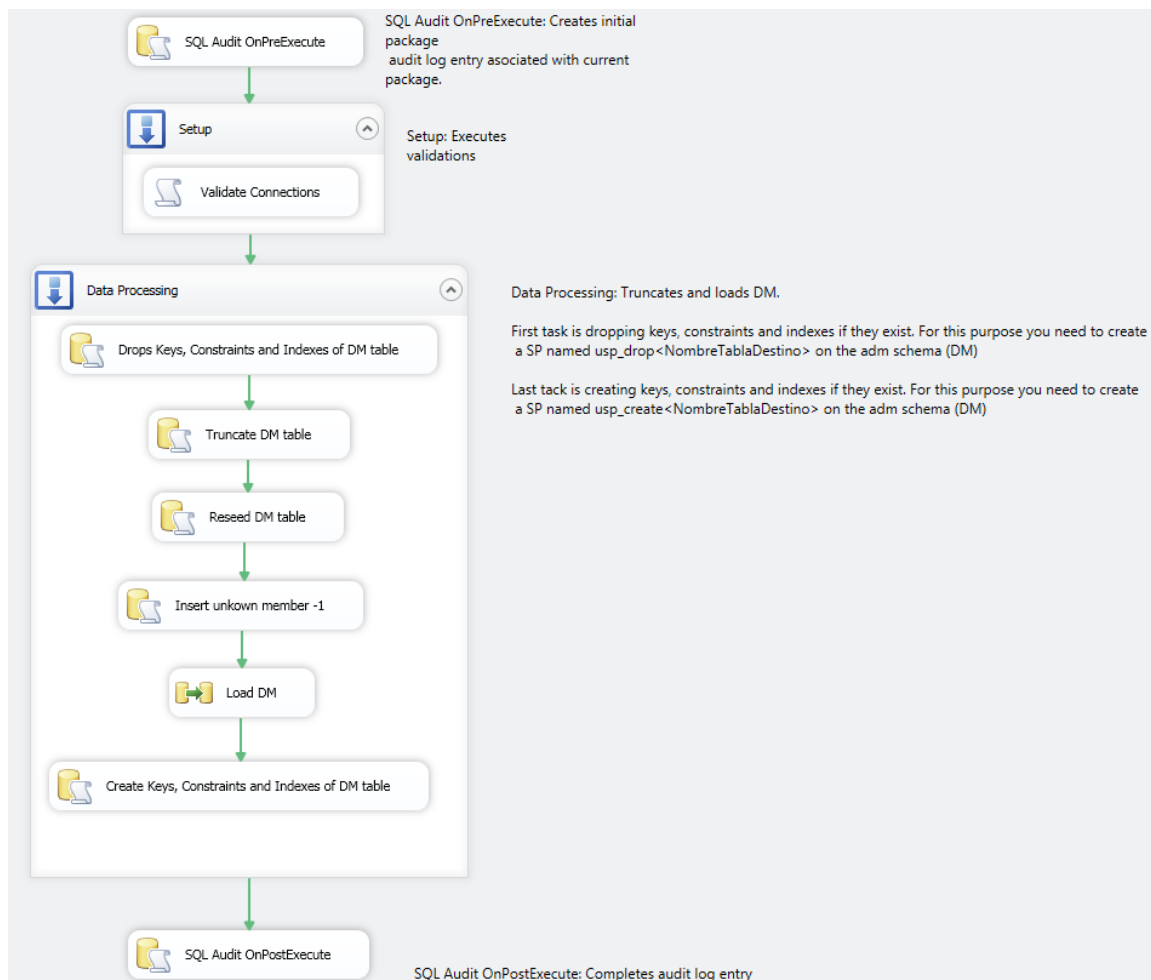 SQL Audit OnPreExecute
SQL Audit OnPreExecute: Creates initial
package
audit log entry asociated with current
package.
Setup
Setup: Executes
validations
Validate Connections
Data Processing
Data Processing: Truncates and loads DM.
First task is dropping keys, constraints and indexes if they exist. For this purpose you need to create
a SP named usp_drop<NombreTablaDestino> on the adm schema (DM)
Last tack is creating keys, constraints and indexes if they exist. For this purpose you need to create
a SP named usp_create<NombreTablaDestino> on the adm schema (DM)
Drops Keys, Constraints and Indexes of DM table
Truncate DM table
Reseed DM table
Insert unkown member -1
Load DM
Create Keys, Constraints and Indexes of DM table
SQL Audit OnPostExecute
SQL Audit OnPostExecute: Completes audit log entry